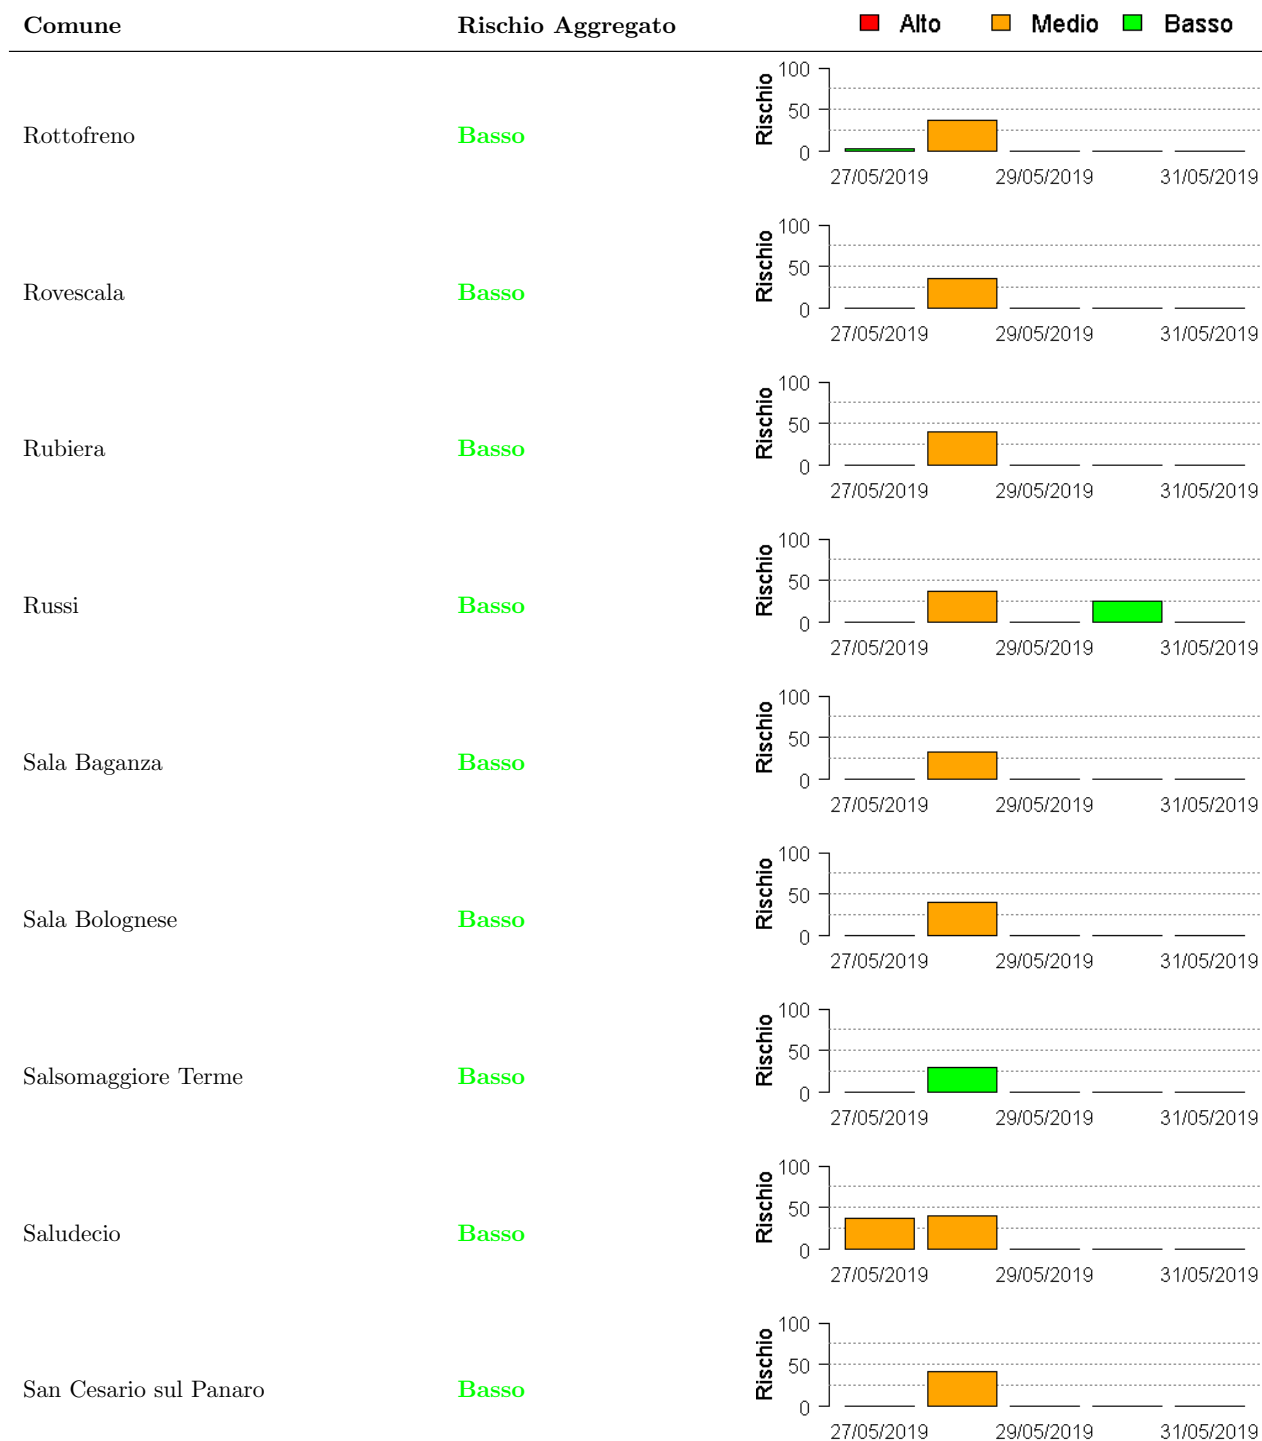 Comune Rischio Aggregato Alto Medio Basso
Rottofreno Basso Rischio 100 50 0
27/05/2019 29/05/2019 31/05/2019
Rovescala Basso Rischio 100 50 0
27/05/2019 29/05/2019 31/05/2019
Rubiera Basso Rischio 100 50 0
27/05/2019 29/05/2019 31/05/2019
Russi Basso Rischio 100 50 0
27/05/2019 29/05/2019 31/05/2019
Sala Baganza Basso Rischio 100 50 0
27/05/2019 29/05/2019 31/05/2019
Sala Bolognese Basso Rischio 100 50 0
27/05/2019 29/05/2019 31/05/2019
Salsomaggiore Terme Basso Rischio 100 50 0
27/05/2019 29/05/2019 31/05/2019
Saludecio Basso Rischio 100 50 0
27/05/2019 29/05/2019 31/05/2019
San Cesario sul Panaro Basso Rischio 100 50 0
27/05/2019 29/05/2019 31/05/2019